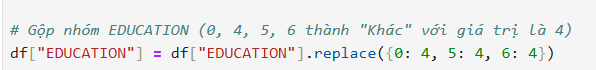 # Gộp nhóm EDUCATION (0, 4, 5, 6 thành "Khác" với giá trị là 4)
df["EDUCATION"] = df["EDUCATION"].replace({0: 4, 5: 4, 6: 4})